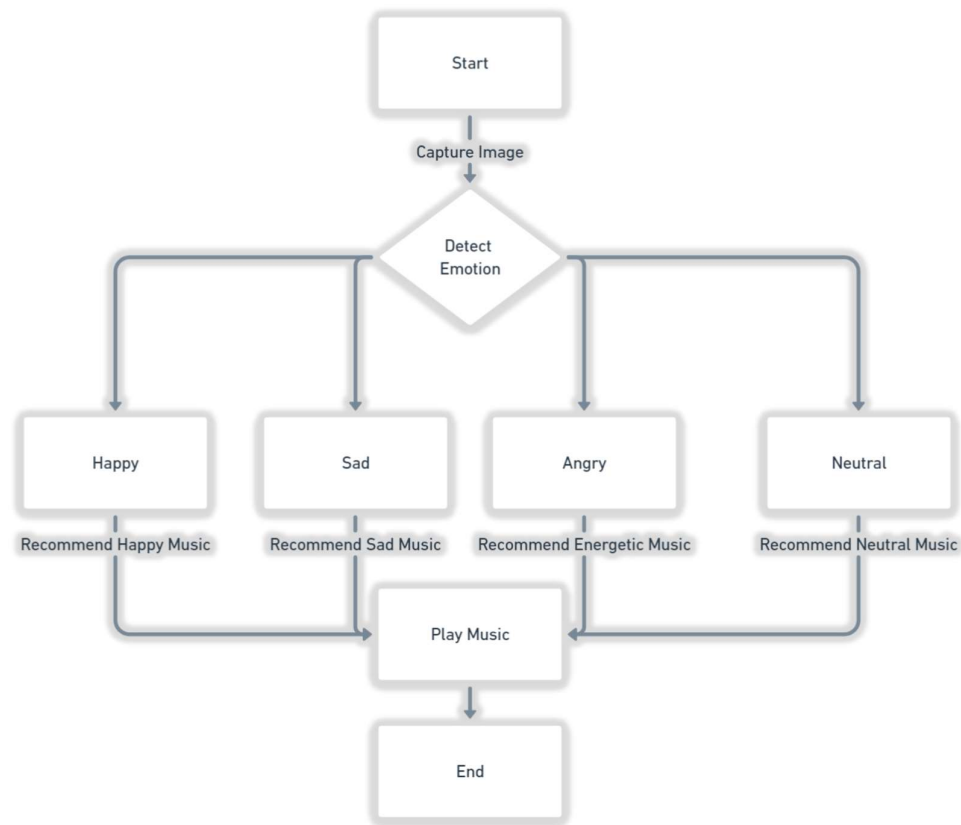 Start
Capture Image
Detect
Emotion
Happy
Sad
Angry
Neutral
Recommend Happy Music
Recommend Sad Music
Recommend Energetic Music
Recommend Neutral Music
Play Music
End